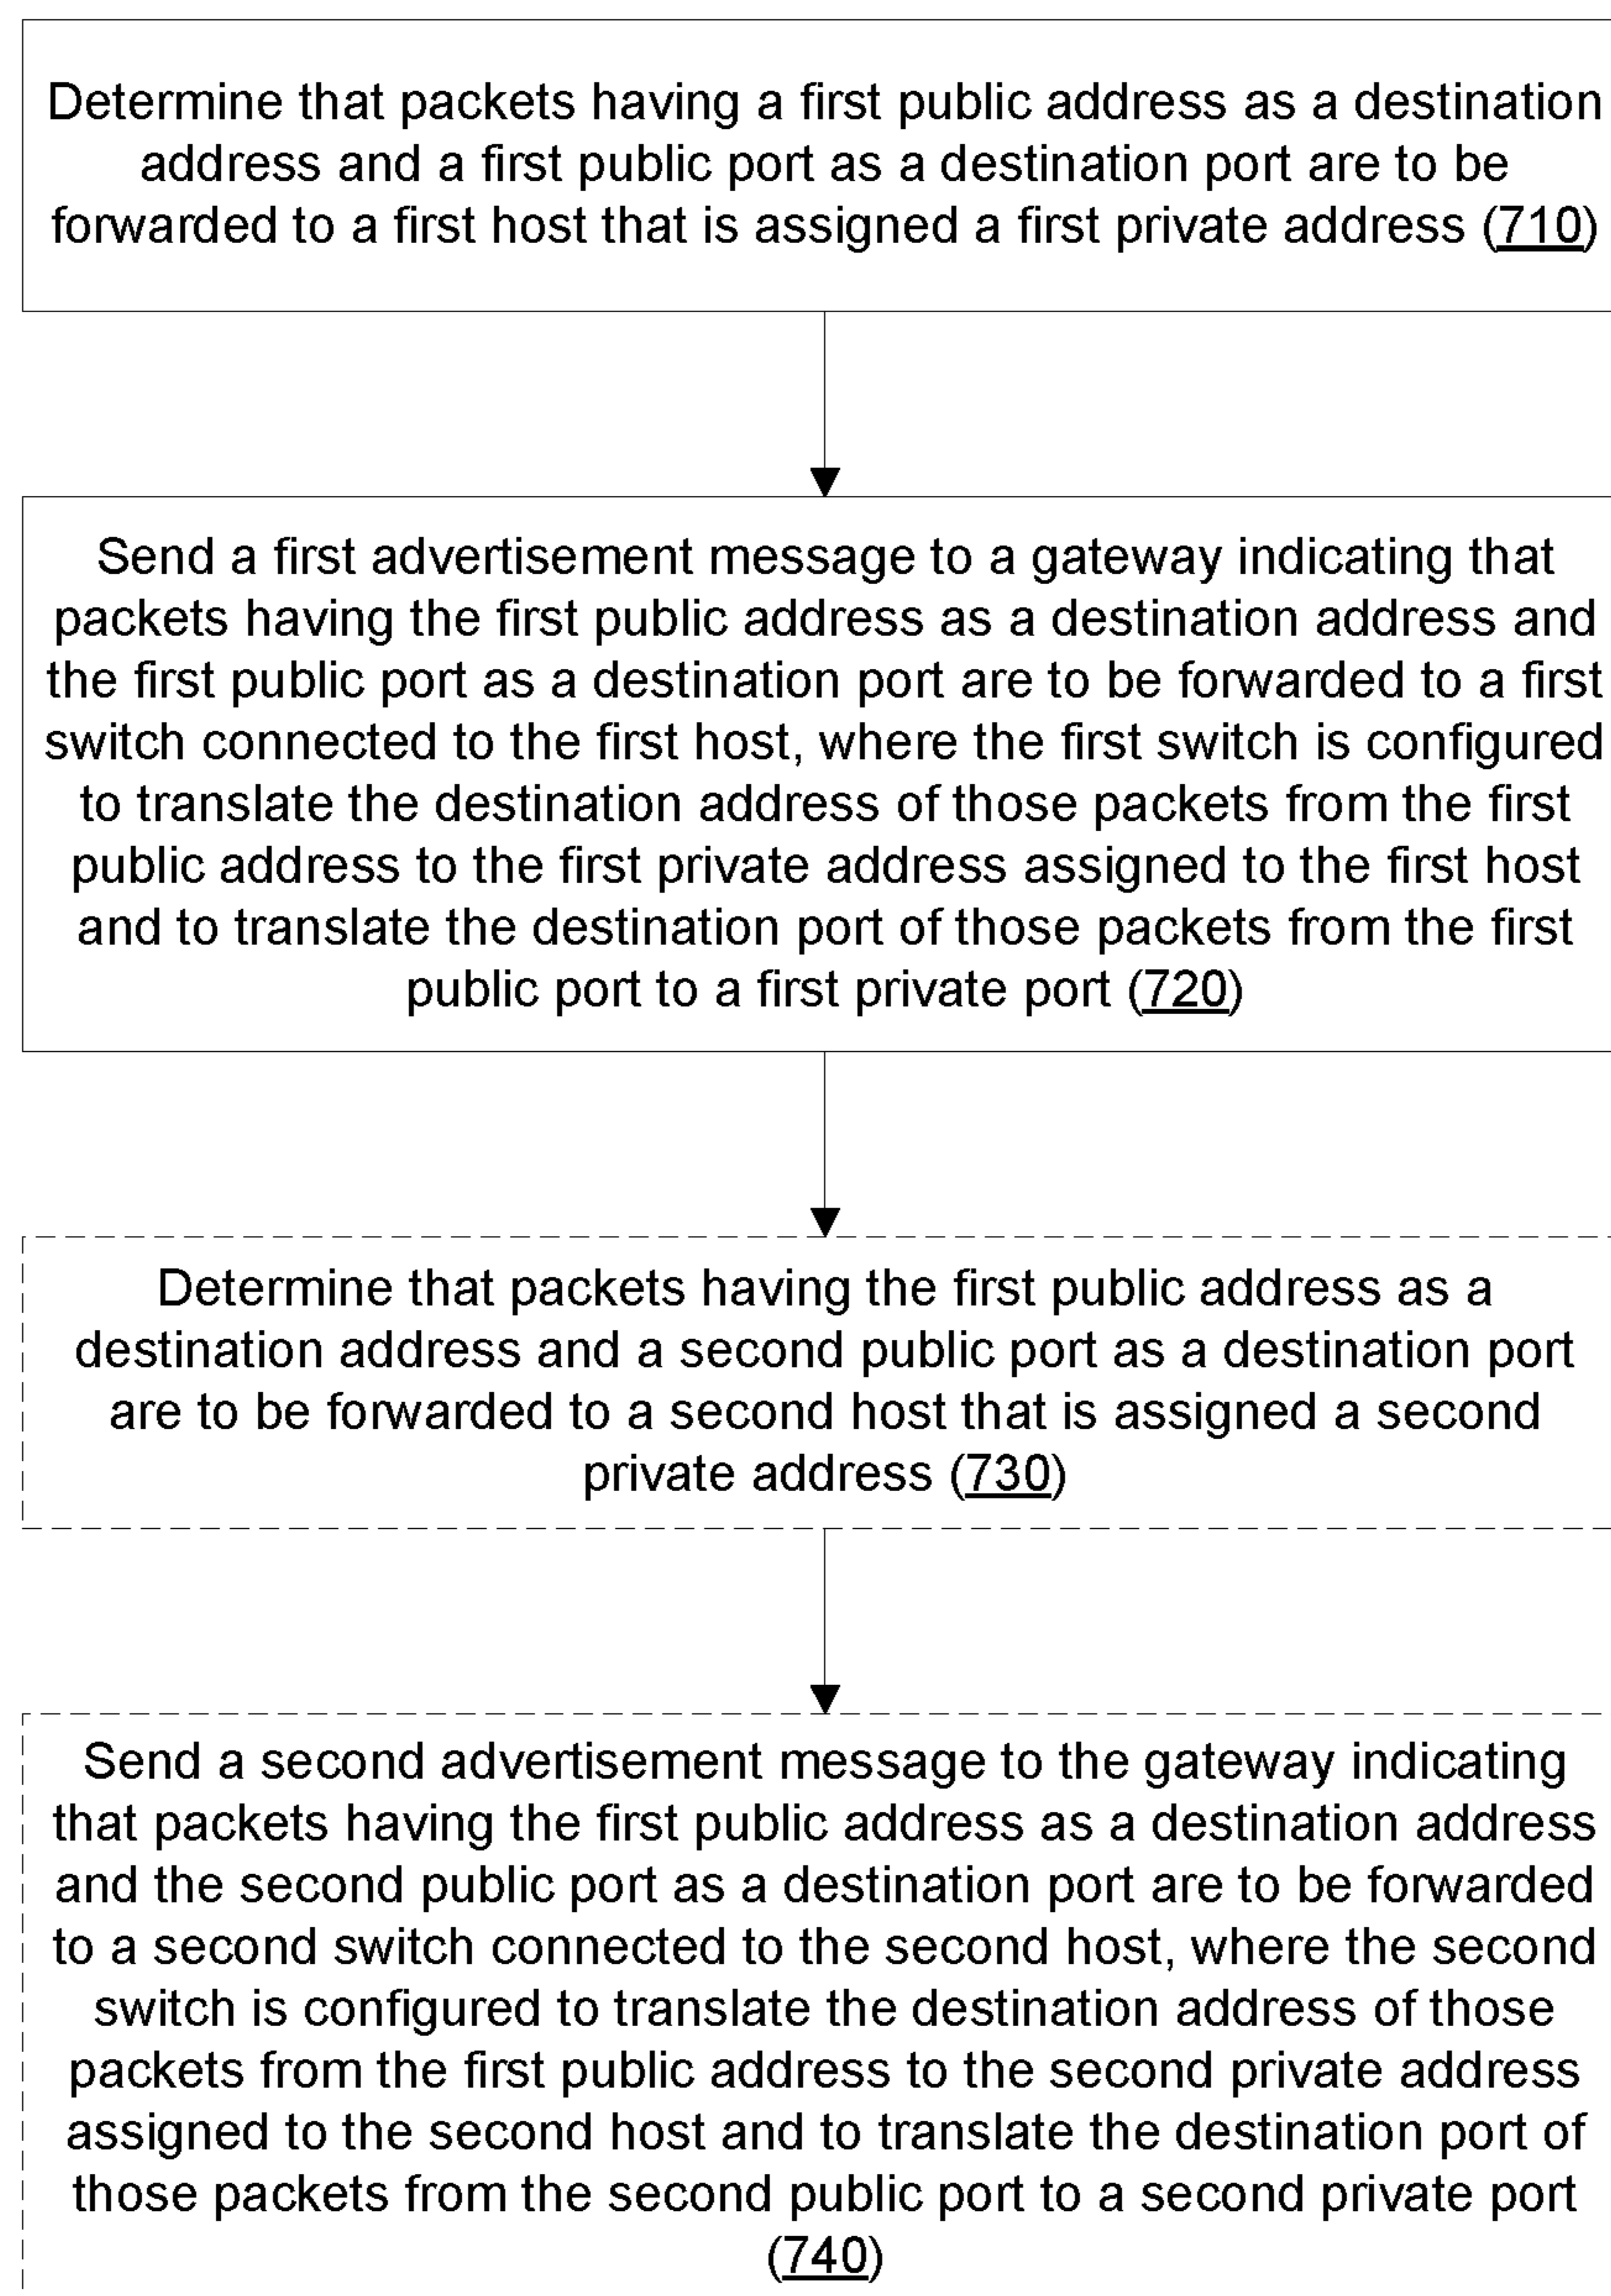 Determine that packets having a first public address as a destination
address and a first public port as a destination port are to be
forwarded to a first host that is assigned a first private address (710)
Send a first advertisement message to a gateway indicating that
packets having the first public address as a destination address and
the first public port as a destination port are to be forwarded to a first
switch connected to the first host, where the first switch is configured
to translate the destination address of those packets from the first
public address to the first private address assigned to the first host
and to translate the destination port of those packets from the first
public port to a first private port (720)
Determine that packets having the first public address as a
destination address and a second public port as a destination port
are to be forwarded to a second host that is assigned a second
private address (730)
Send a second advertisement message to the gateway indicating
that packets having the first public address as a destination address
and the second public port as a destination port are to be forwarded
to a second switch connected to the second host, where the second
switch is configured to translate the destination address of those
packets from the first public address to the second private address
assigned to the second host and to translate the destination port of
those packets from the second public port to a second private port
(740)